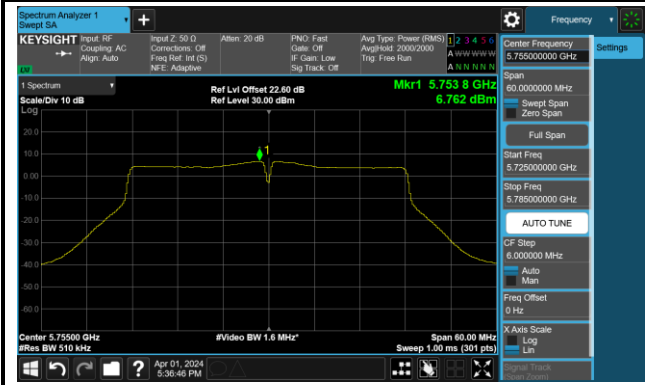 Spectrum Analyzer 1
Swept SA
Frequency
KEYSIGHT
Input: RF
Coupling: AC
Align: Auto
Input Z: 50 Ω
Corrections: Off
Freq Ref: Int (S)
NFE: Adaptive
Atten: 20 dB
PNO: Fast
Gate: Off
IF Gain: Low
Sig Track: Off
Avg Type: Power (RMS)
Avg|Hold: 2000/2000
Trig: Free Run
1 2 3 4 5 6
A W W W W W
A N N N N N
1 Spectrum
Scale/Div 10 dB
Ref Lvl Offset 22.60 dB
Ref Level 30.00 dBm
Mkr1 5.753 8 GHz
6.762 dBm
Log
20.0
10.0
0.00
-10.0
-20.0
-30.0
-40.0
-50.0
-60.0
1
Center 5.75500 GHz
#Res BW 510 kHz
#Video BW 1.6 MHz*
Span 60.00 MHz
Sweep 1.00 ms (301 pts)
Apr 01, 2024
5:36:46 PM
Center Frequency
5.755000000 GHz
Settings
Span
60.0000000 MHz
Swept Span
Zero Span
Full Span
Start Freq
5.725000000 GHz
Stop Freq
5.785000000 GHz
AUTO TUNE
CF Step
6.000000 MHz
Auto
Man
Freq Offset
0 Hz
X Axis Scale
Log
Lin
Signal Track
(Span Zoom)